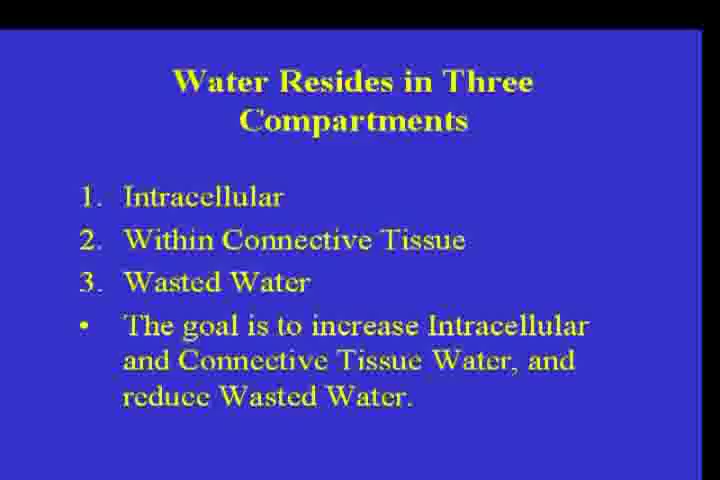 Water Resides in Three
Compartments
1. Intracellular
2. Within Connective Tissue
3. Wasted Water
• The goal is to increase Intracellular
and Connective Tissue Water, and
reduce Wasted Water.